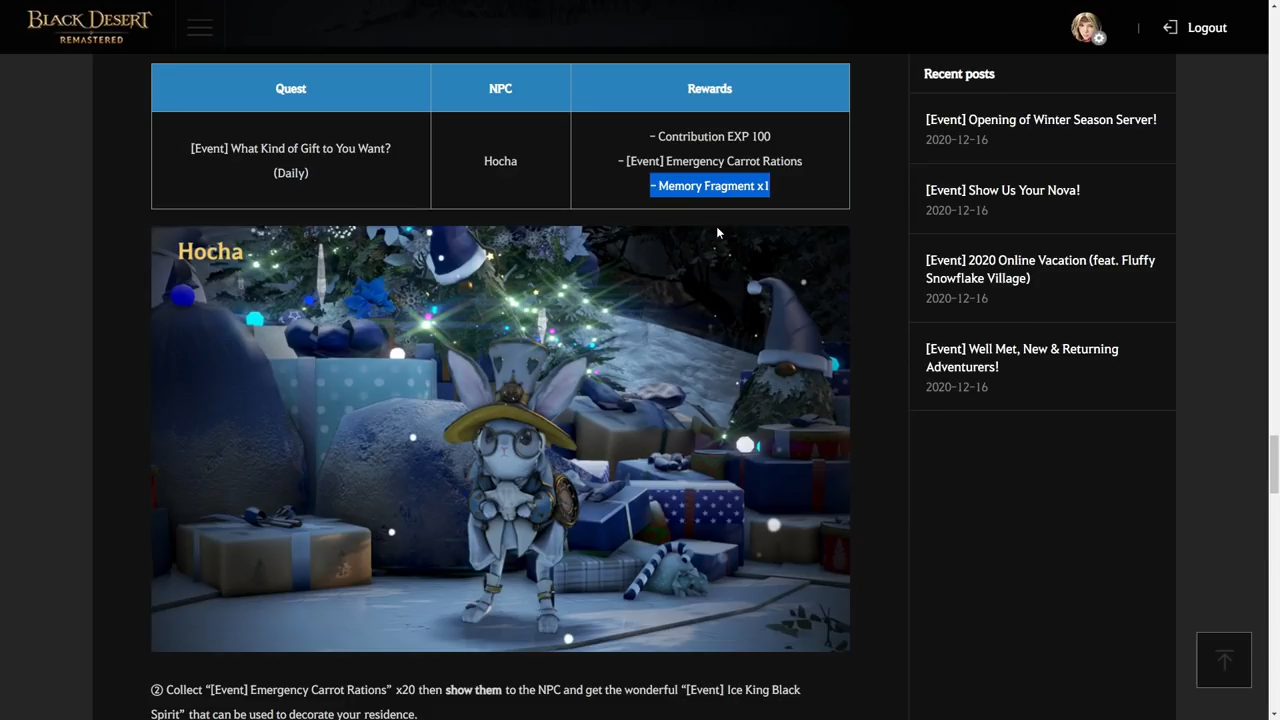 BLACK DESERT
REMASTERED
Logout
Quest
NPC
Rewards
[Event] What Kind of Gift to You Want?
(Daily)
Hocha
- Contribution EXP 100
- [Event] Emergency Carrot Rations
- Memory Fragment x1
Hocha
② Collect “[Event] Emergency Carrot Rations” x20 then show them to the NPC and get the wonderful “[Event] Ice King Black
Spirit” that can be used to decorate your residence.
Recent posts
[Event] Opening of Winter Season Server!
2020-12-16
[Event] Show Us Your Nova!
2020-12-16
[Event] 2020 Online Vacation (feat. Fluffy
Snowflake Village)
2020-12-16
[Event] Well Met, New & Returning
Adventurers!
2020-12-16